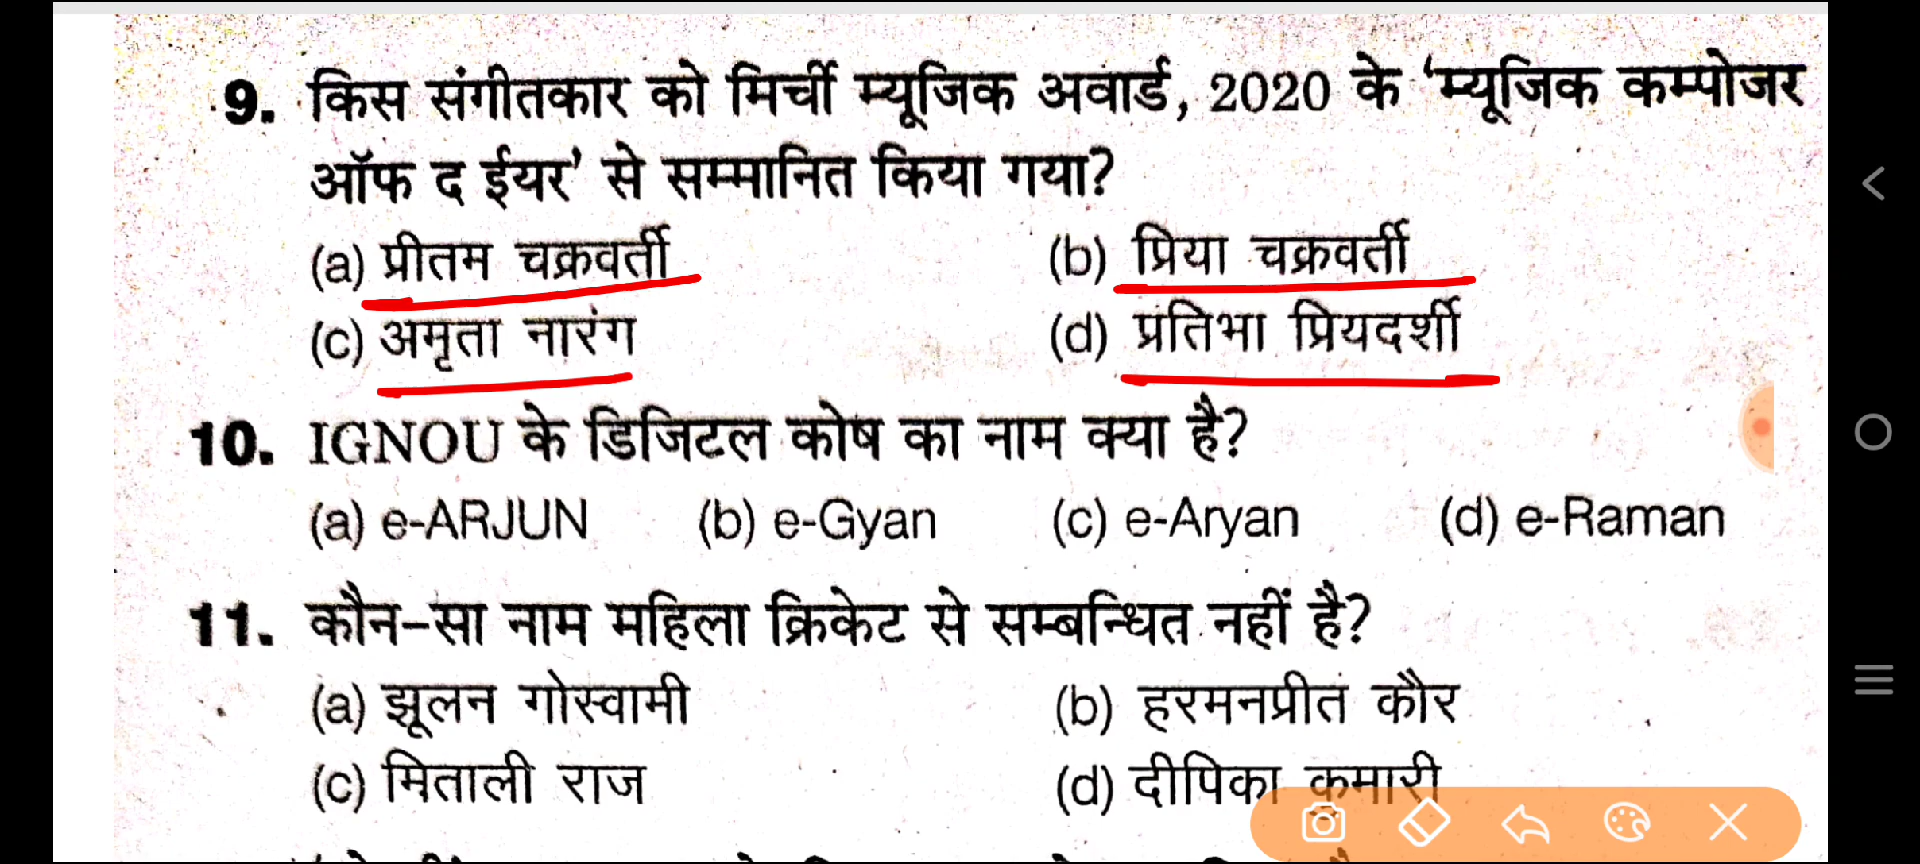 9. किस संगीतकार को मिर्ची म्यूजिक अवार्ड, 2020 के ‘म्यूजिक कम्पोजर
ऑफ द ईयर’ से सम्मानित किया गया?
(a) प्रीतम चक्रवर्ती (b) प्रिया चक्रवर्ती
(c) अमृता नारंग (d) प्रतिभा प्रियदर्शी
10. IGNOU के डिजिटल कोष का नाम क्या है?
(a) e-ARJUN (b) e-Gyan (c) e-Aryan (d) e-Raman
11. कौन-सा नाम महिला क्रिकेट से सम्बन्धित नहीं है?
(a) झूलन गोस्वामी (b) हरमनप्रीत कौर
(c) मिताली राज (d) दीपिका कुमारी